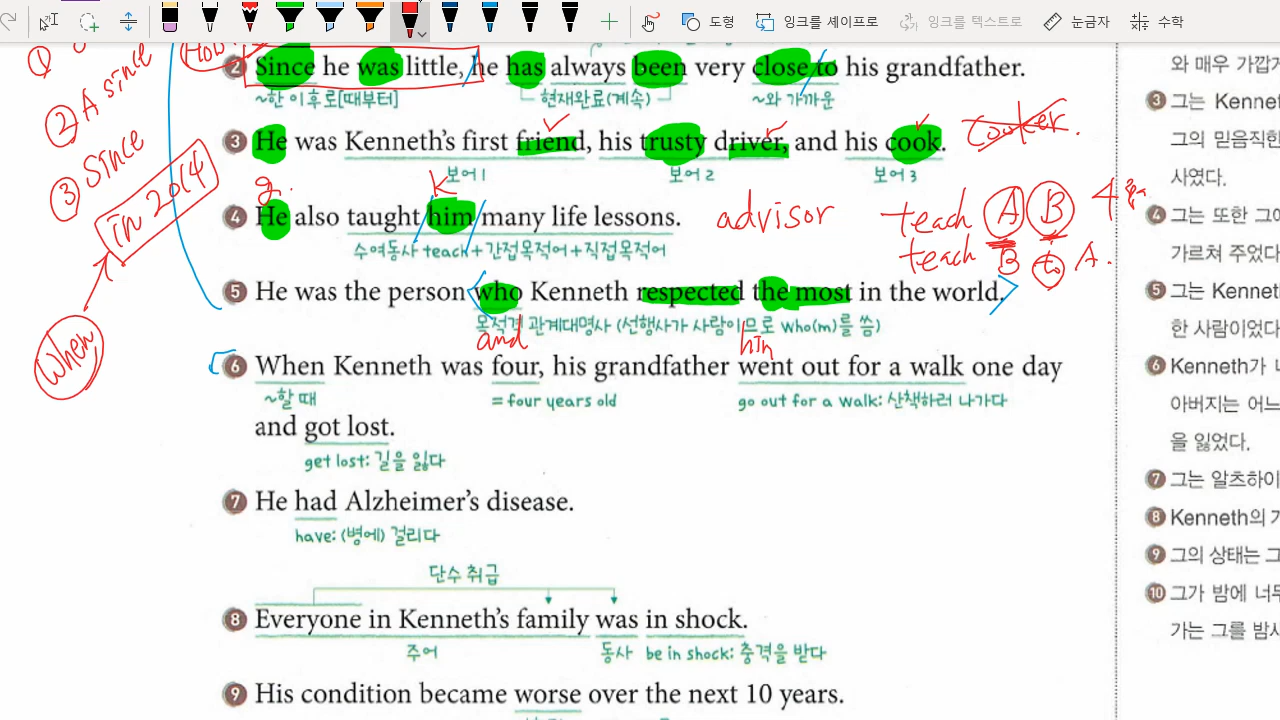 도형 잉크를 셰이프로 잉크를 텍스트로 눈금자 수학
② A since
③ Since
in 2014
When
② Since he was little, he has always been very close to his grandfather.
~한 이후로[때부터] 현재완료(계속) ~와 가까운
③ He was Kenneth's first friend, his trusty driver, and his cook. Cooker.
보어 1 보어 2 보어 3
g. K
④ He also taught him many life lessons. advisor teach A B
수여동사 teach + 간접목적어 + 직접목적어 teach B to A.
⑤ He was the person who Kenneth respected the most in the world.
목적격 관계대명사 (선행사가 사람이므로 who(m)를 씀)
and him
⑥ When Kenneth was four, his grandfather went out for a walk one day
~할 때 = four years old go out for a walk: 산책하러 나가다
and got lost.
get lost: 길을 잃다
⑦ He had Alzheimer's disease.
have: (병에) 걸리다
단수 취급
⑧ Everyone in Kenneth's family was in shock.
주어 동사 be in shock: 충격을 받다
⑨ His condition became worse over the next 10 years.
와 매우 가깝
③ 그는 Kenne
그의 믿음직한
사였다.
④ 그는 또한 그
가르쳐 주었다
⑤ 그는 Kennet
한 사람이었다
⑥ Kenneth가
아버지는 어느
을 잃었다.
⑦ 그는 알츠하이
⑧ Kenneth의
⑨ 그의 상태는 그
⑩ 그가 밤에 너무
가는 그를 밤